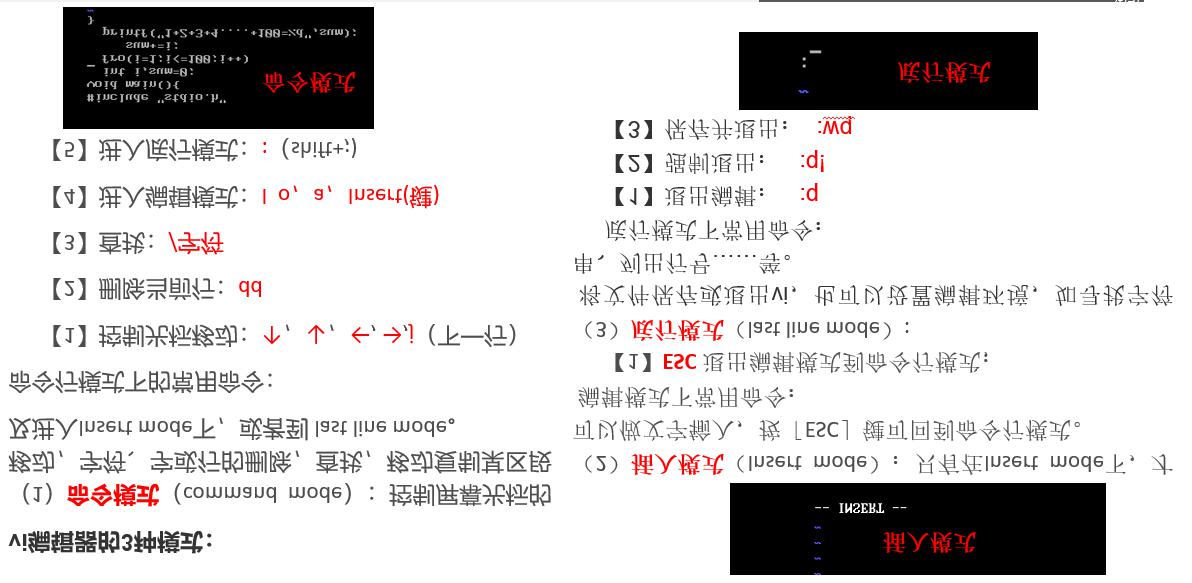 vi编辑器的3种模式：
（1）命令模式（command mode）：控制屏幕光标的
移动，字符、字或行的删除，查找，移动复制某区段
及进入Insert mode下，或者到 last line mode。
命令行模式下的常用命令：
【1】控制光标移动：↑，↓，←,→,j（下一行）
【2】删除当前行：dd
【3】查找：/字符
【4】进入编辑模式：I o，a，Insert(键)
【5】进入底行模式：:（shift+;)
#include "stdio.h"
void main(){
int i,sum=0;
fro(i=1;i<=100;i++)
sum+=i;
printf("1+2+3+4....+100=%d",sum);
}
~
命令模式
~
~
~
~
-- INSERT --
插入模式
（2）插入模式（Insert mode）：只有在Insert mode下，才
可以做文字输入，按［ESC］键可回到命令行模式。
编辑模式下常用命令：
【1】ESC 退出编辑模式到命令行模式；
（3）底行模式（last line mode）：
将文件保存或退出vi，也可以设置编辑环境，如寻找字符
串、列出行号……等。
底行模式下常用命令：
【1】退出编辑： :q
【2】强制退出： :q!
【3】保存并退出： :wq
~
:_
底行模式